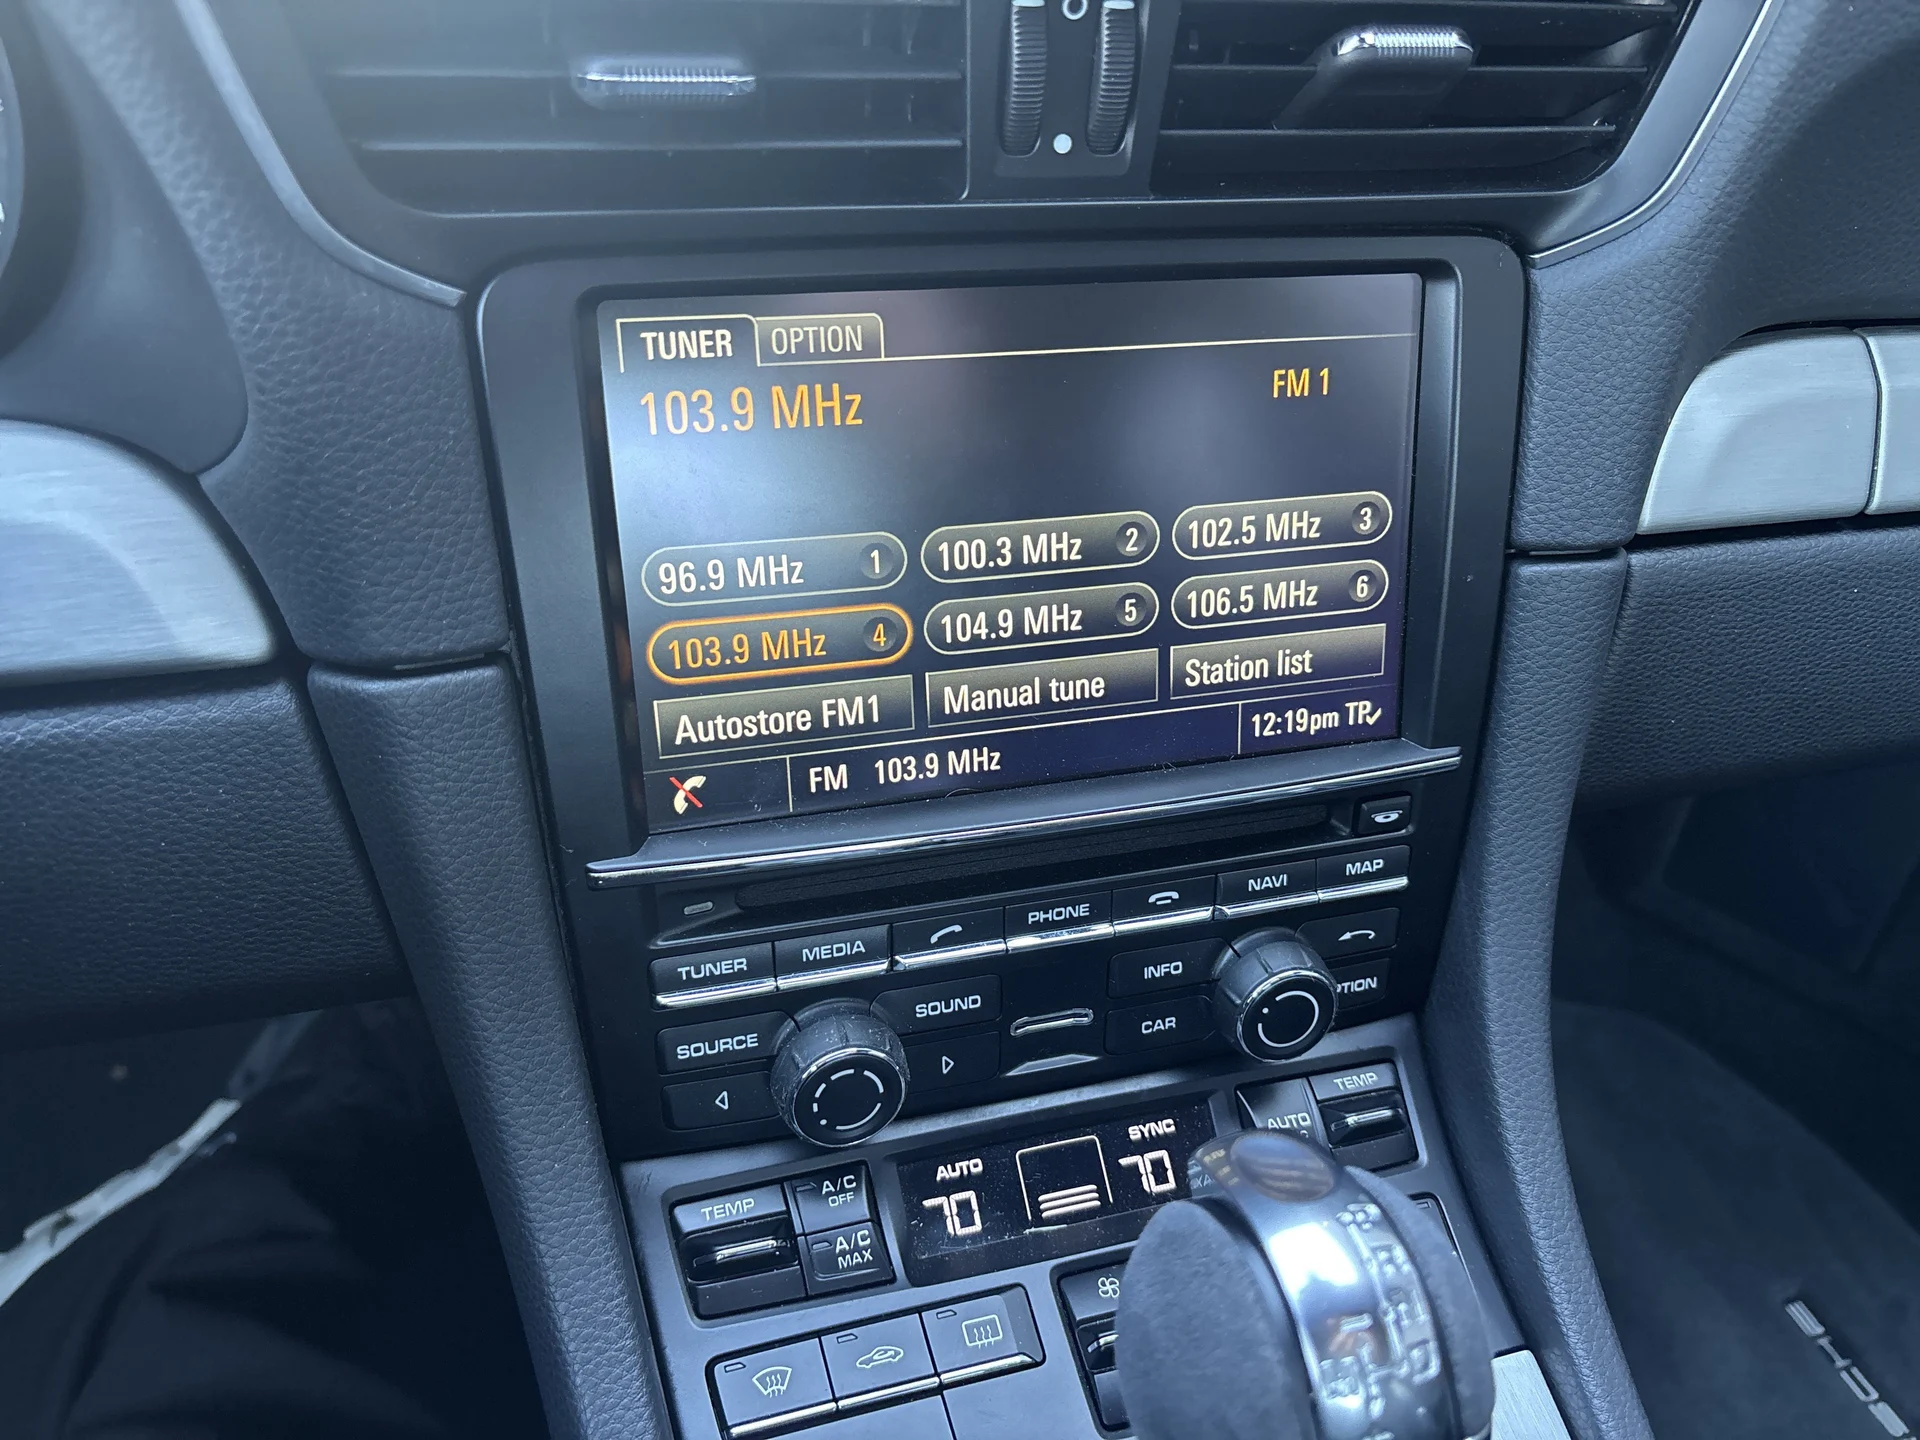 TUNER OPTION
103.9 MHz FM 1
96.9 MHz 1 100.3 MHz 2 102.5 MHz 3
103.9 MHz 4 104.9 MHz 5 106.5 MHz 6
Autostore FM1 Manual tune Station list
FM 103.9 MHz 12:19pm TP
TUNER MEDIA PHONE NAVI MAP
SOURCE SOUND INFO
CAR
TEMP A/C OFF AUTO 70 SYNC 70 AUTO TEMP
A/C MAX